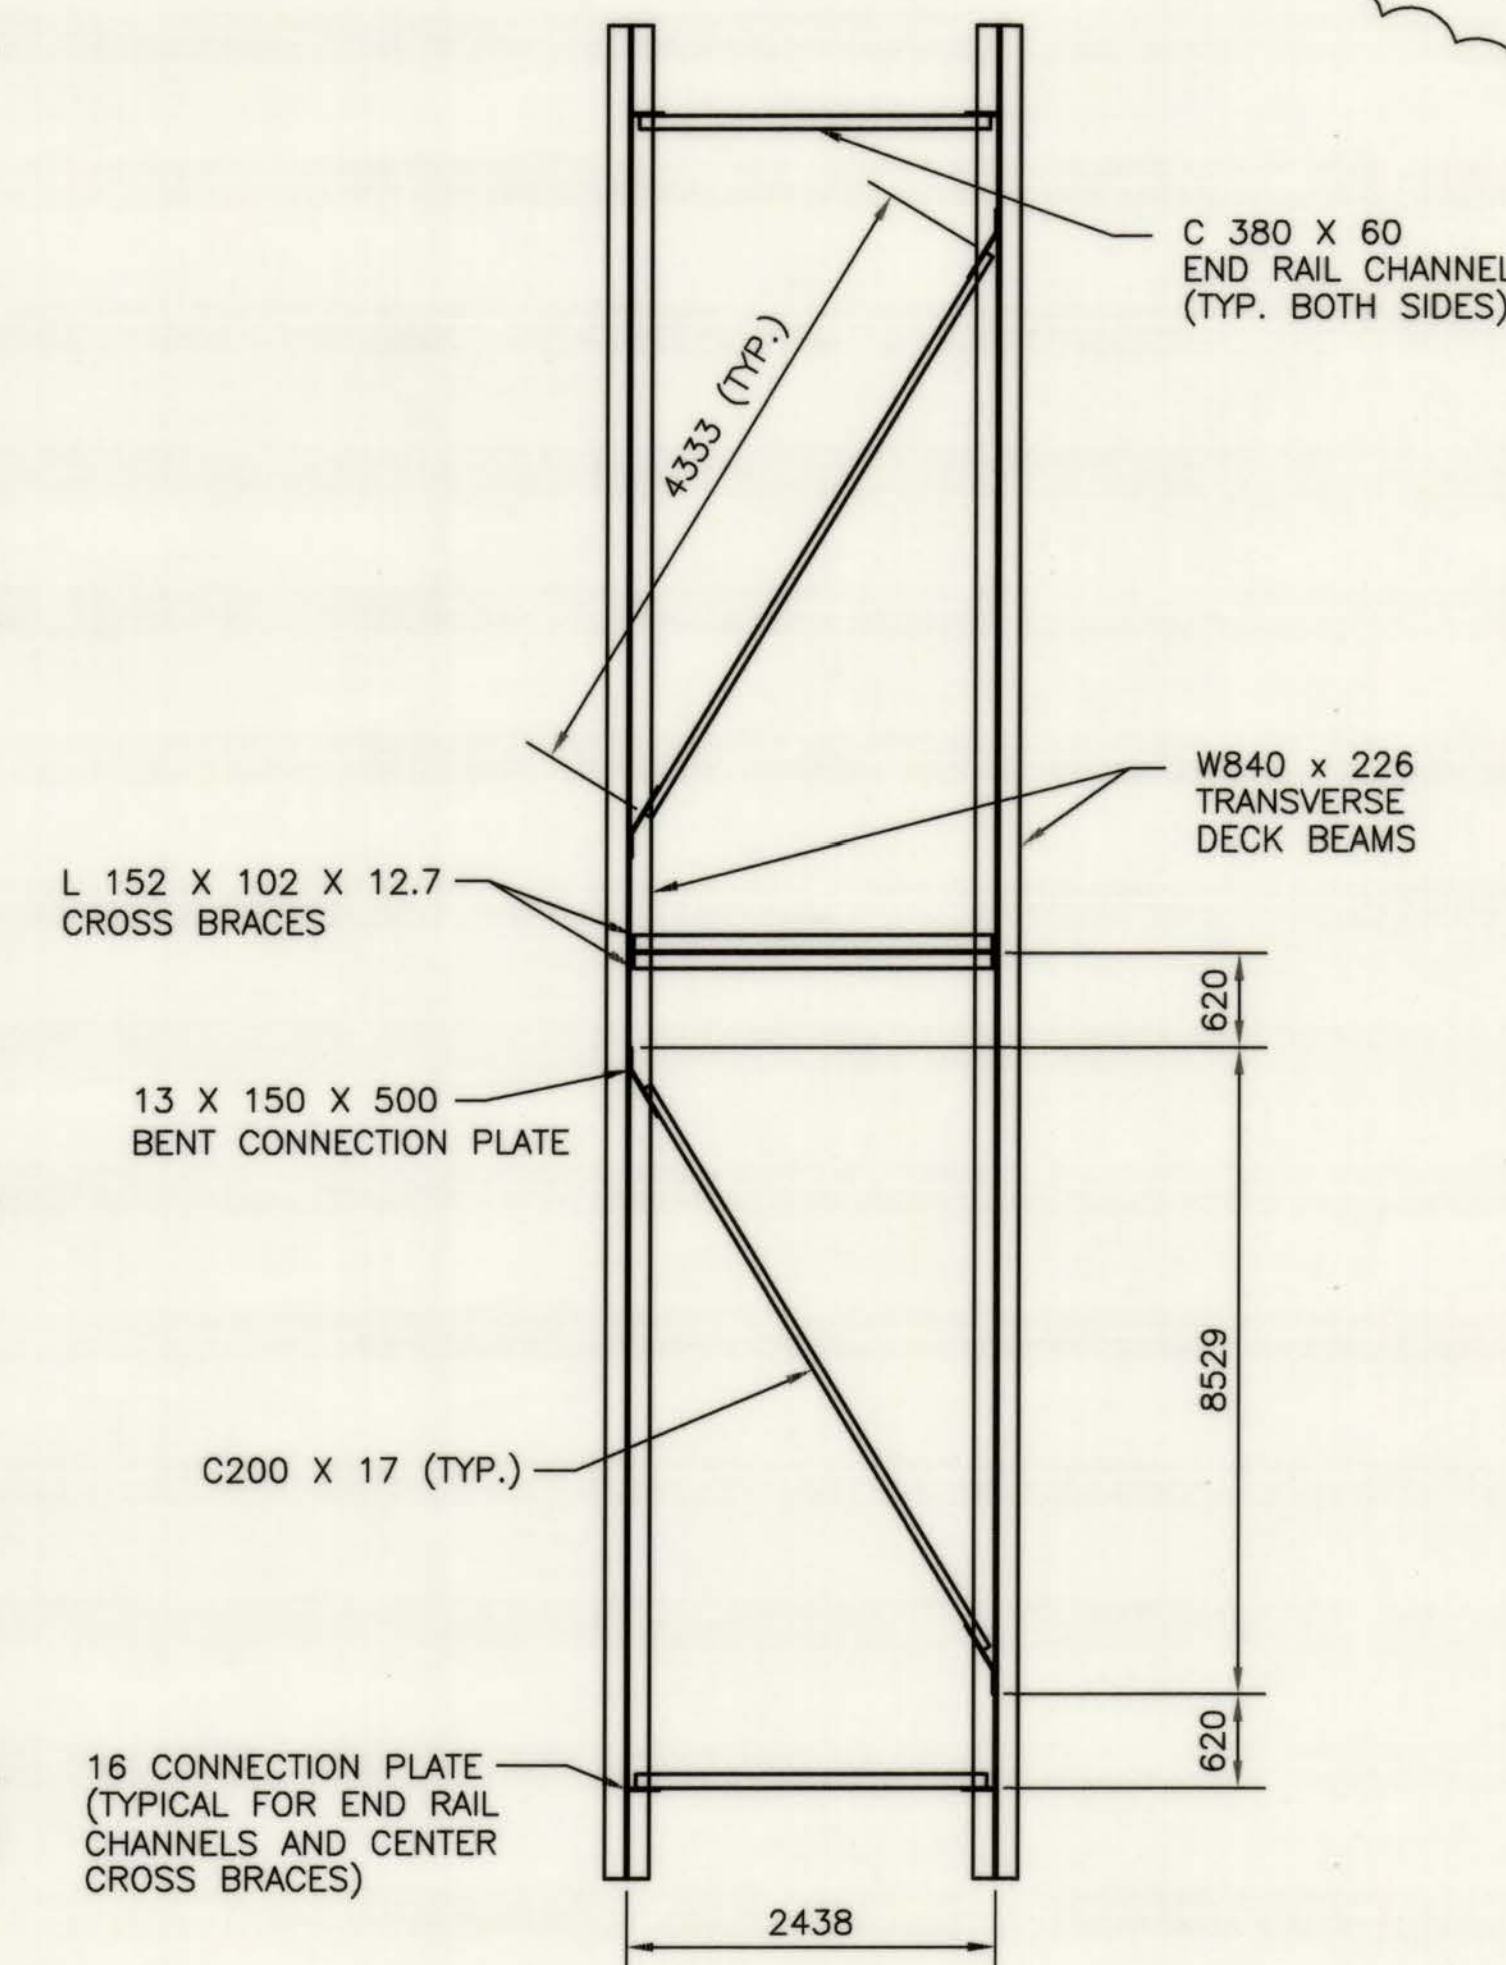 C 380 X 60
END RAIL CHANNEL
(TYP. BOTH SIDES)
4333 (TYP.)
W840 x 226
TRANSVERSE
DECK BEAMS
L 152 X 102 X 12.7
CROSS BRACES
620
13 X 150 X 500
BENT CONNECTION PLATE
8529
C200 X 17 (TYP.)
620
16 CONNECTION PLATE
(TYPICAL FOR END RAIL
CHANNELS AND CENTER
CROSS BRACES)
2438